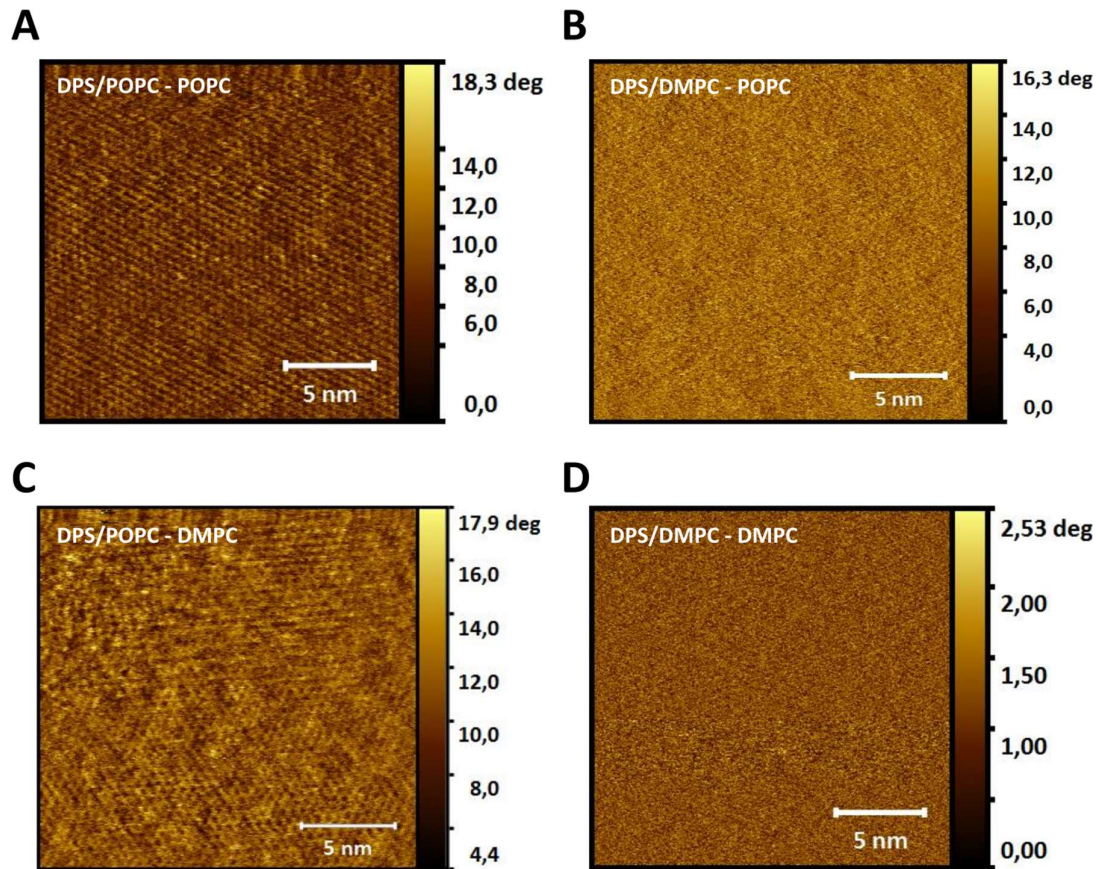 A
DPS/POPC - POPC
18,3 deg
14,0
12,0
10,0
8,0
6,0
0,0
5 nm
B
DPS/DMPC - POPC
16,3 deg
14,0
12,0
10,0
8,0
6,0
4,0
0,0
5 nm
C
DPS/POPC - DMPC
17,9 deg
16,0
14,0
12,0
10,0
8,0
4,4
5 nm
D
DPS/DMPC - DMPC
2,53 deg
2,00
1,50
1,00
0,00
5 nm